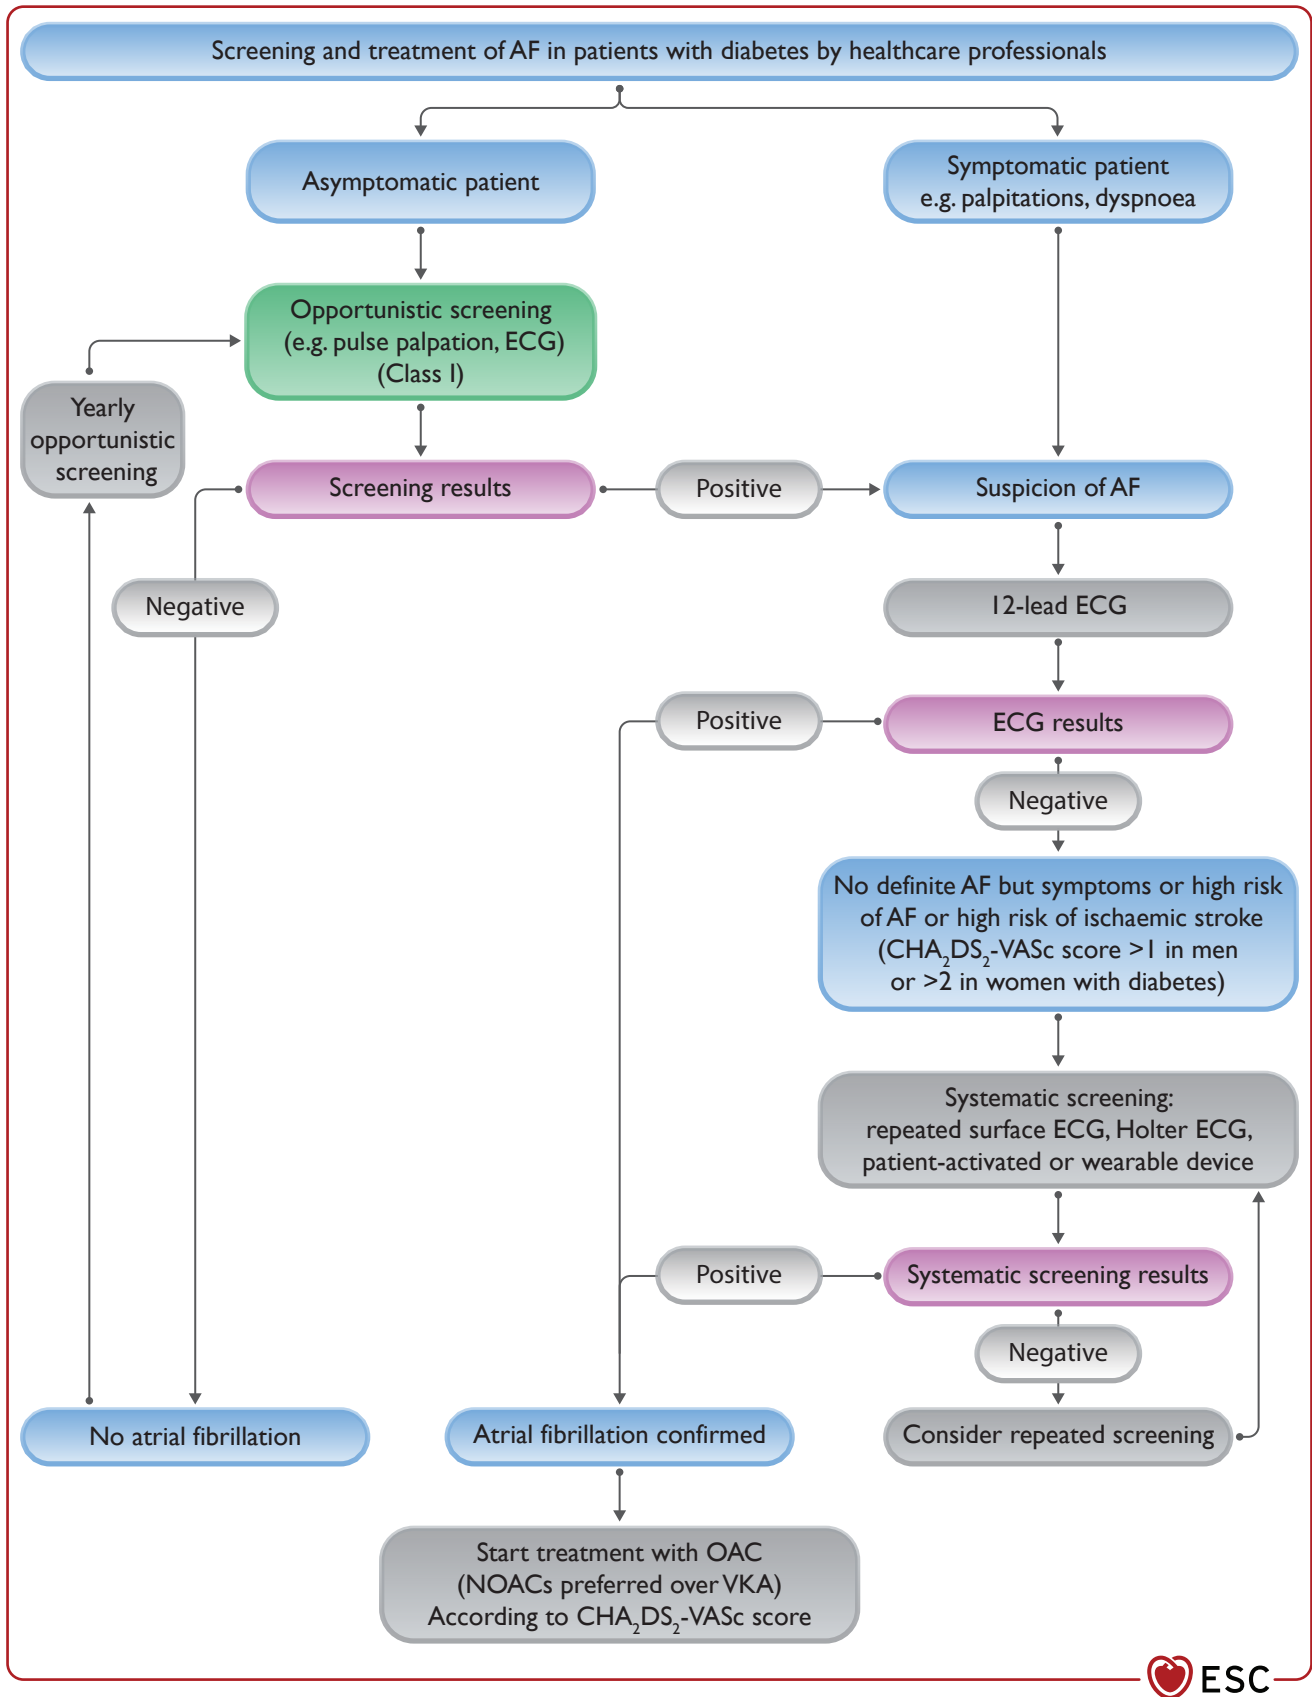 Screening and treatment of AF in patients with diabetes by healthcare professionals
Asymptomatic patient
Symptomatic patient
e.g. palpitations, dyspnoea
Opportunistic screening
(e.g. pulse palpation, ECG)
(Class I)
Yearly
opportunistic
screening
Screening results
Positive
Suspicion of AF
Negative
12-lead ECG
Positive
ECG results
Negative
No definite AF but symptoms or high risk
of AF or high risk of ischaemic stroke
(CHA₂DS₂-VASc score >1 in men
or >2 in women with diabetes)
Systematic screening:
repeated surface ECG, Holter ECG,
patient-activated or wearable device
Positive
Systematic screening results
Negative
No atrial fibrillation
Atrial fibrillation confirmed
Consider repeated screening
Start treatment with OAC
(NOACs preferred over VKA)
According to CHA₂DS₂-VASc score
ESC